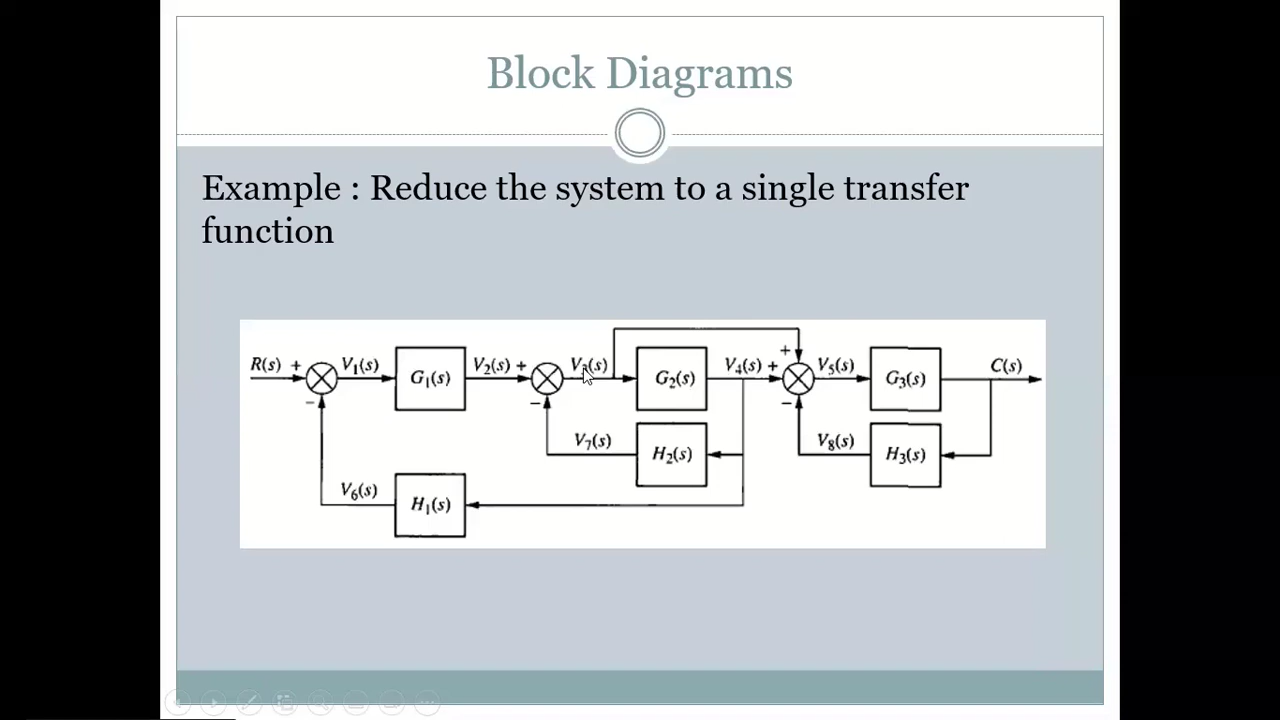 Block Diagrams
Example : Reduce the system to a single transfer
function
R(s) + V₁(s) G₁(s) V₂(s) + V₃(s) G₂(s) V₄(s) + + V₅(s) G₃(s) C(s)
− − −
V₇(s) H₂(s) V₈(s) H₃(s)
V₆(s) H₁(s)